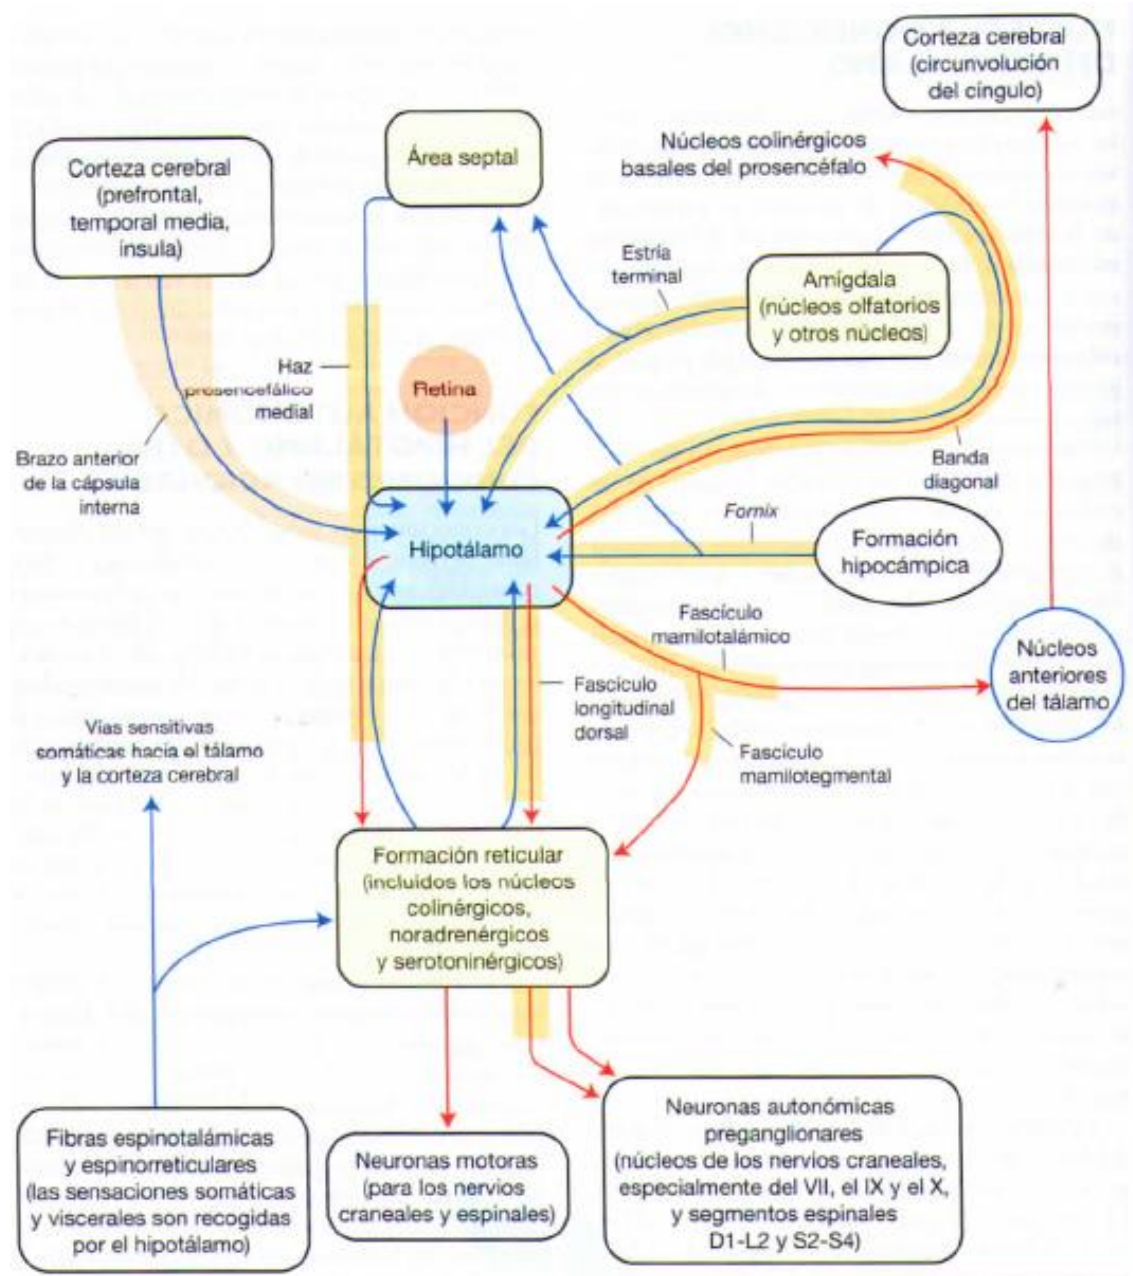 Corteza cerebral
(circunvolución
del cíngulo)
Corteza cerebral
(prefrontal,
temporal media,
ínsula)
Área septal
Núcleos colinérgicos
basales del prosencéfalo
Estría
terminal
Amígdala
(núcleos olfatorios
y otros núcleos)
Haz
prosencefálico
medial
Retina
Brazo anterior
de la cápsula
interna
Banda
diagonal
Hipotálamo
Fornix
Formación
hipocámpica
Fascículo
mamilotalámico
Núcleos
anteriores
del tálamo
Fascículo
longitudinal
dorsal
Fascículo
mamilotegmental
Vías sensitivas
somáticas hacia el tálamo
y la corteza cerebral
Formación reticular
(incluidos los núcleos
colinérgicos,
noradrenérgicos
y serotoninérgicos)
Fibras espinotalámicas
y espinorreticulares
(las sensaciones somáticas
y viscerales son recogidas
por el hipotálamo)
Neuronas motoras
(para los nervios
craneales y espinales)
Neuronas autonómicas
preganglionares
(núcleos de los nervios craneales,
especialmente del VII, el IX y el X,
y segmentos espinales
D1-L2 y S2-S4)